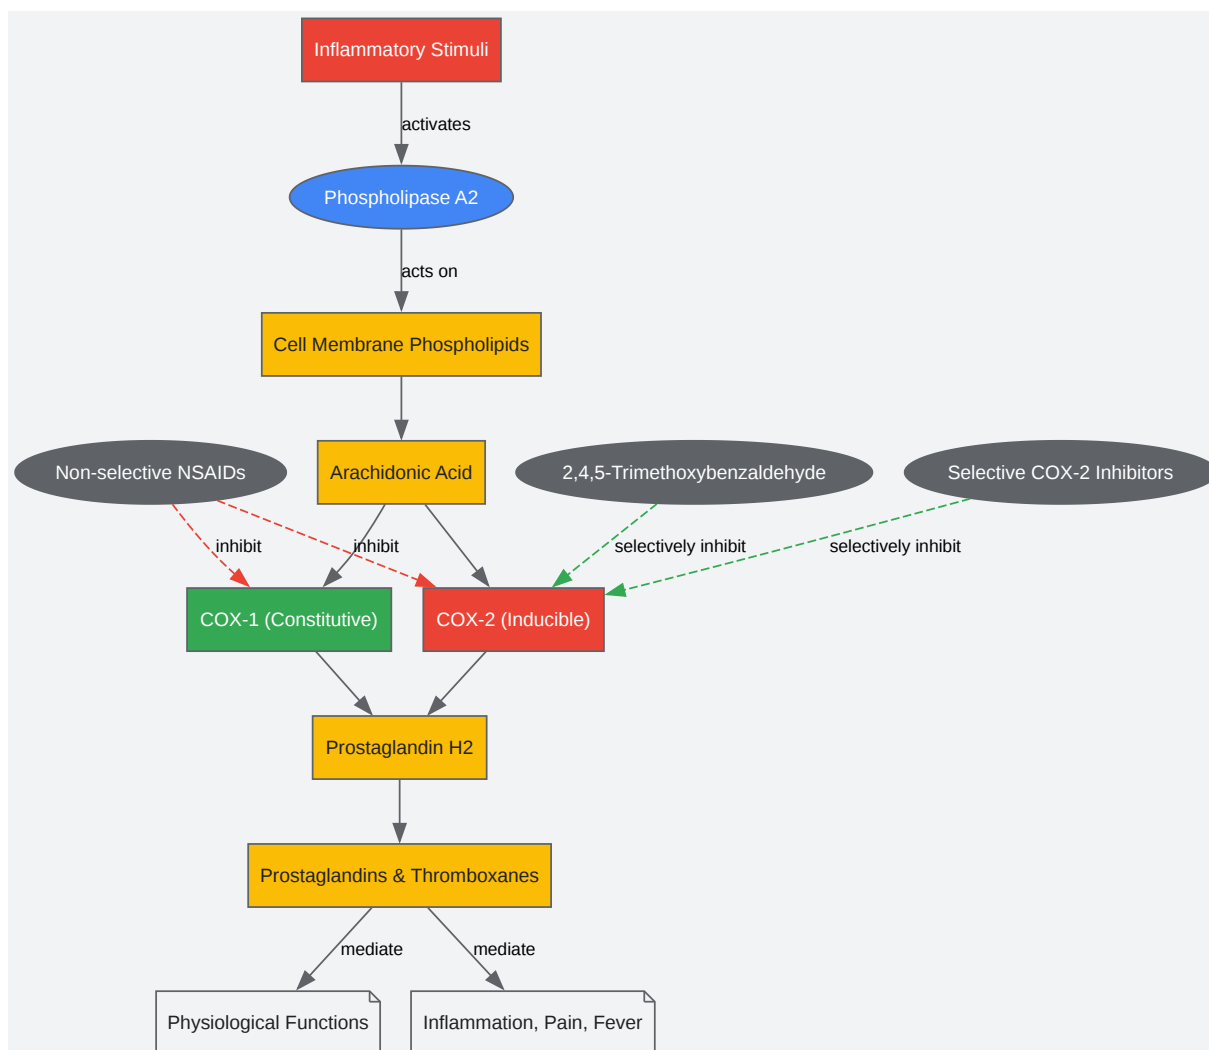 Inflammatory Stimuli
activates
Phospholipase A2
acts on
Cell Membrane Phospholipids
Non-selective NSAIDs
Arachidonic Acid
2,4,5-Trimethoxybenzaldehyde
Selective COX-2 Inhibitors
inhibit
inhibit
selectively inhibit
selectively inhibit
COX-1 (Constitutive)
COX-2 (Inducible)
Prostaglandin H2
Prostaglandins & Thromboxanes
mediate
mediate
Physiological Functions
Inflammation, Pain, Fever